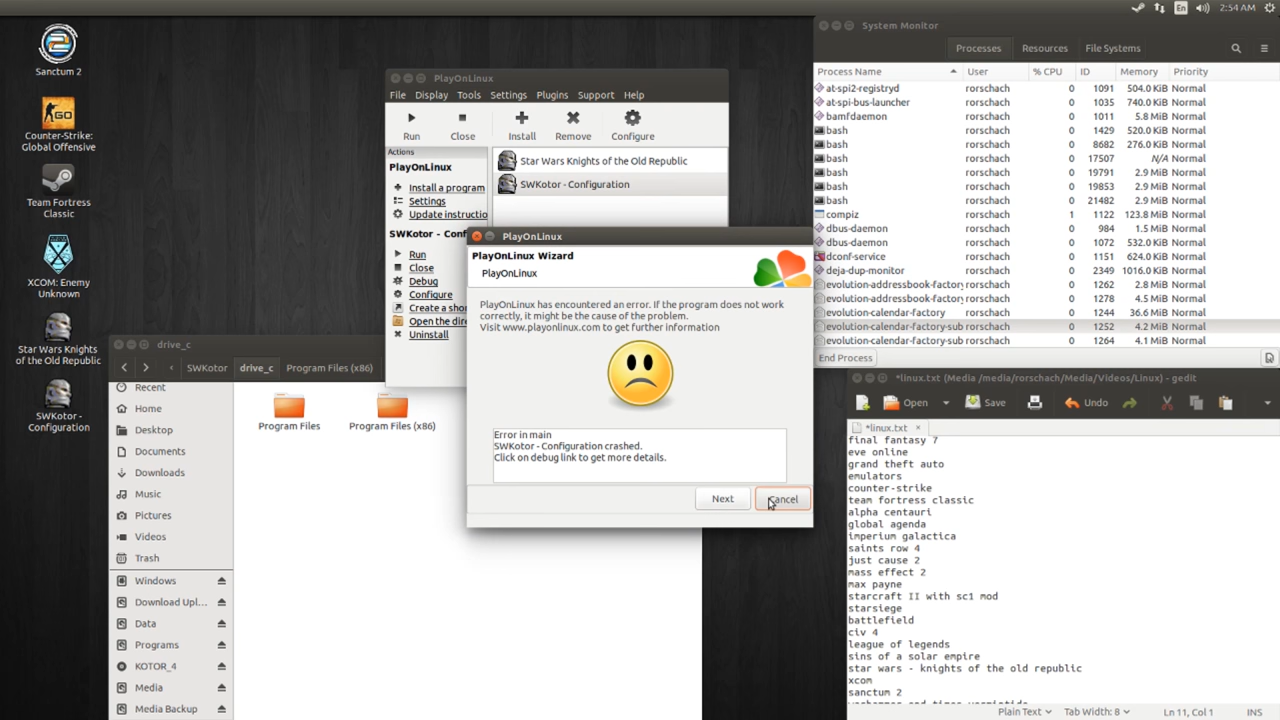 En
2:54 AM
Sanctum 2
Counter-Strike:
Global Offensive
Team Fortress
Classic
XCOM: Enemy
Unknown
Star Wars Knights
of the Old Republic
SWKotor -
Configuration
PlayOnLinux
File Display Tools Settings Plugins Support Help
Run Close Install Remove Configure
Actions
PlayOnLinux
Install a program
Settings
Update instructio
SWKotor - Conf
Run
Close
Debug
Configure
Create a shor
Open the dire
Uninstall
Star Wars Knights of the Old Republic
SWKotor - Configuration
PlayOnLinux
PlayOnLinux Wizard
PlayOnLinux
PlayOnLinux has encountered an error. If the program does not work
correctly, it might be the cause of the problem.
Visit www.playonlinux.com to get further information
Error in main
SWKotor - Configuration crashed.
Click on debug link to get more details.
Next Cancel
drive_c
SWKotor drive_c Program Files (x86)
Recent
Home
Desktop
Documents
Downloads
Music
Pictures
Videos
Trash
Windows
Download Upl...
Data
Programs
KOTOR_4
Media
Media Backup
Program Files
Program Files (x86)
System Monitor
Processes Resources File Systems
Process Name User % CPU ID Memory Priority
at-spi2-registryd rorschach 0 1091 504.0 KiB Normal
at-spi-bus-launcher rorschach 0 1035 740.0 KiB Normal
bamfdaemon rorschach 0 1011 5.8 MiB Normal
bash rorschach 0 1429 520.0 KiB Normal
bash rorschach 0 8682 276.0 KiB Normal
bash rorschach 0 17507 N/A Normal
bash rorschach 0 19791 2.9 MiB Normal
bash rorschach 0 19853 2.9 MiB Normal
bash rorschach 0 21482 2.9 MiB Normal
compiz rorschach 1 1122 123.8 MiB Normal
dbus-daemon rorschach 0 984 1.5 MiB Normal
dbus-daemon rorschach 0 1072 532.0 KiB Normal
dconf-service rorschach 0 1151 624.0 KiB Normal
deja-dup-monitor rorschach 0 2349 1016.0 KiB Normal
evolution-addressbook-factory rorschach 0 1262 2.8 MiB Normal
evolution-addressbook-factory rorschach 0 1278 4.5 MiB Normal
evolution-calendar-factory rorschach 0 1244 36.6 MiB Normal
evolution-calendar-factory-sub rorschach 0 1252 4.2 MiB Normal
evolution-calendar-factory-sub rorschach 0 1264 4.1 MiB Normal
End Process
*linux.txt (Media /media/rorschach/Media/Videos/Linux) - gedit
Open Save Undo
*linux.txt ×
final fantasy 7
eve online
grand theft auto
emulators
counter-strike
team fortress classic
alpha centauri
global agenda
imperium galactica
saints row 4
just cause 2
mass effect 2
max payne
starcraft II with sc1 mod
starsiege
battlefield
civ 4
league of legends
sins of a solar empire
star wars - knights of the old republic
xcom
sanctum 2
Plain Text Tab Width: 8 Ln 11, Col 1 INS